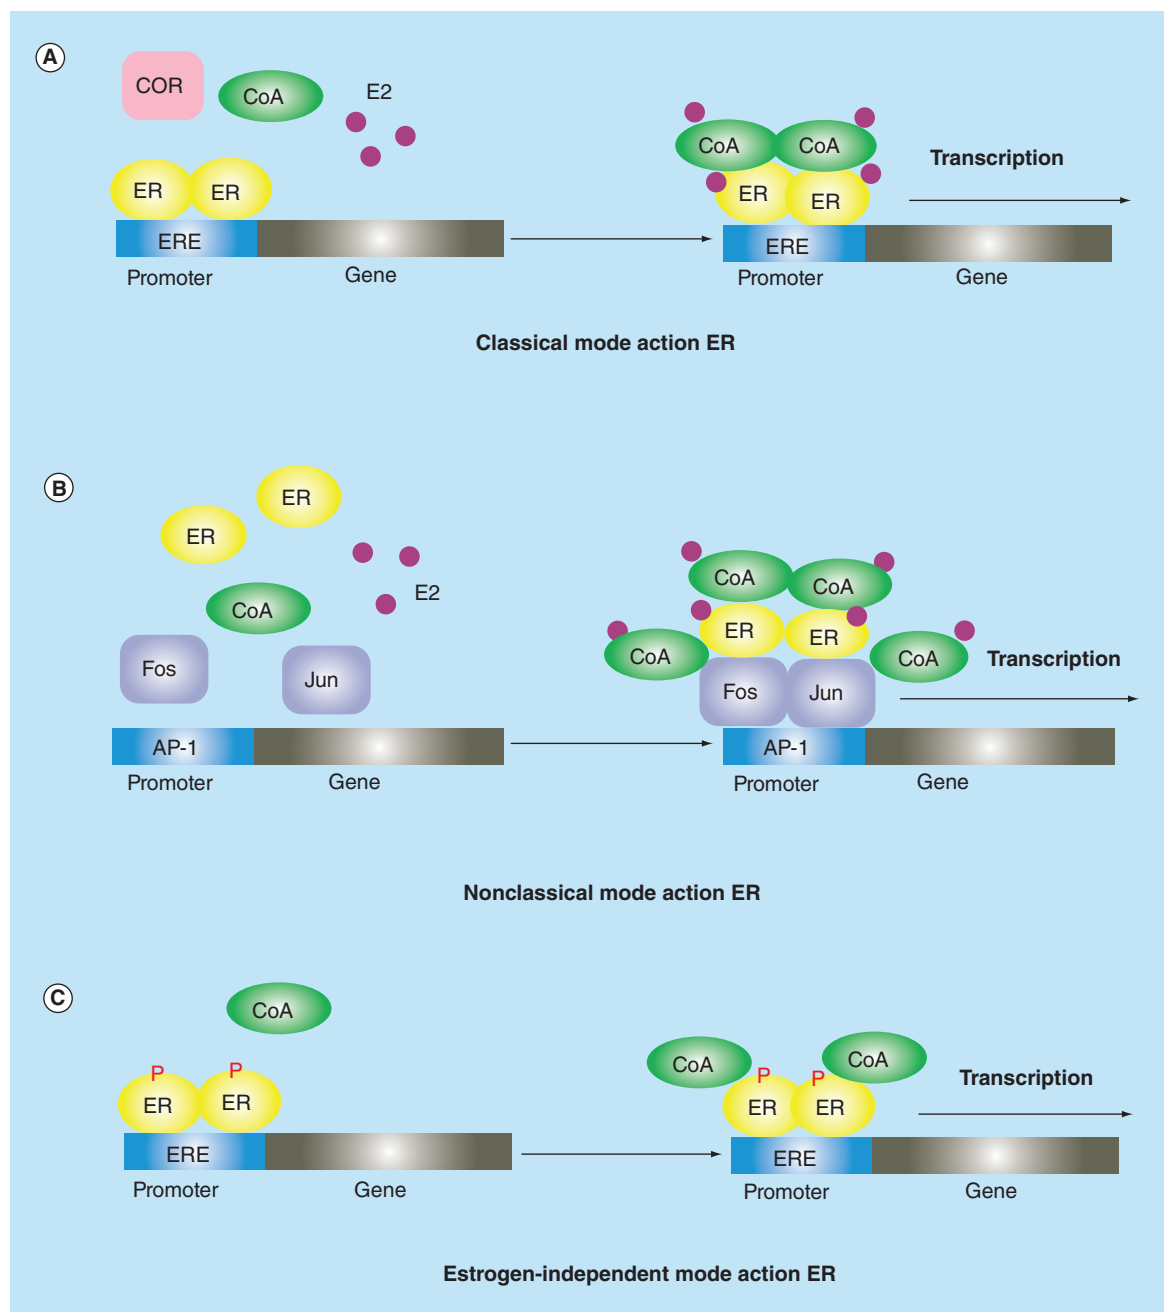 A
COR
CoA
E2
ER
ER
ERE
Promoter
Gene
CoA
CoA
ER
ER
ERE
Promoter
Gene
Transcription
Classical mode action ER
B
ER
ER
CoA
E2
Fos
Jun
AP-1
Promoter
Gene
CoA
CoA
ER
ER
CoA
CoA
Fos
Jun
AP-1
Promoter
Gene
Transcription
Nonclassical mode action ER
C
CoA
P
P
ER
ER
ERE
Promoter
Gene
CoA
CoA
P
P
ER
ER
ERE
Promoter
Gene
Transcription
Estrogen-independent mode action ER